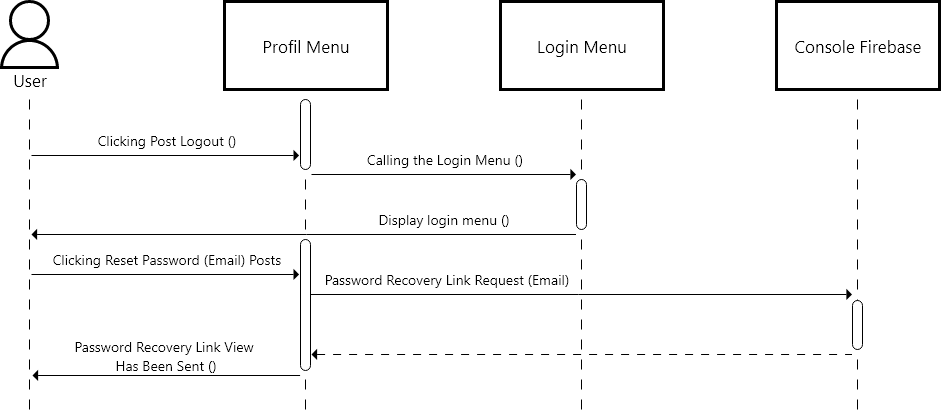 User
Profil Menu
Login Menu
Console Firebase
Clicking Post Logout ()
Calling the Login Menu ()
Display login menu ()
Clicking Reset Password (Email) Posts
Password Recovery Link Request (Email)
Password Recovery Link View
Has Been Sent ()